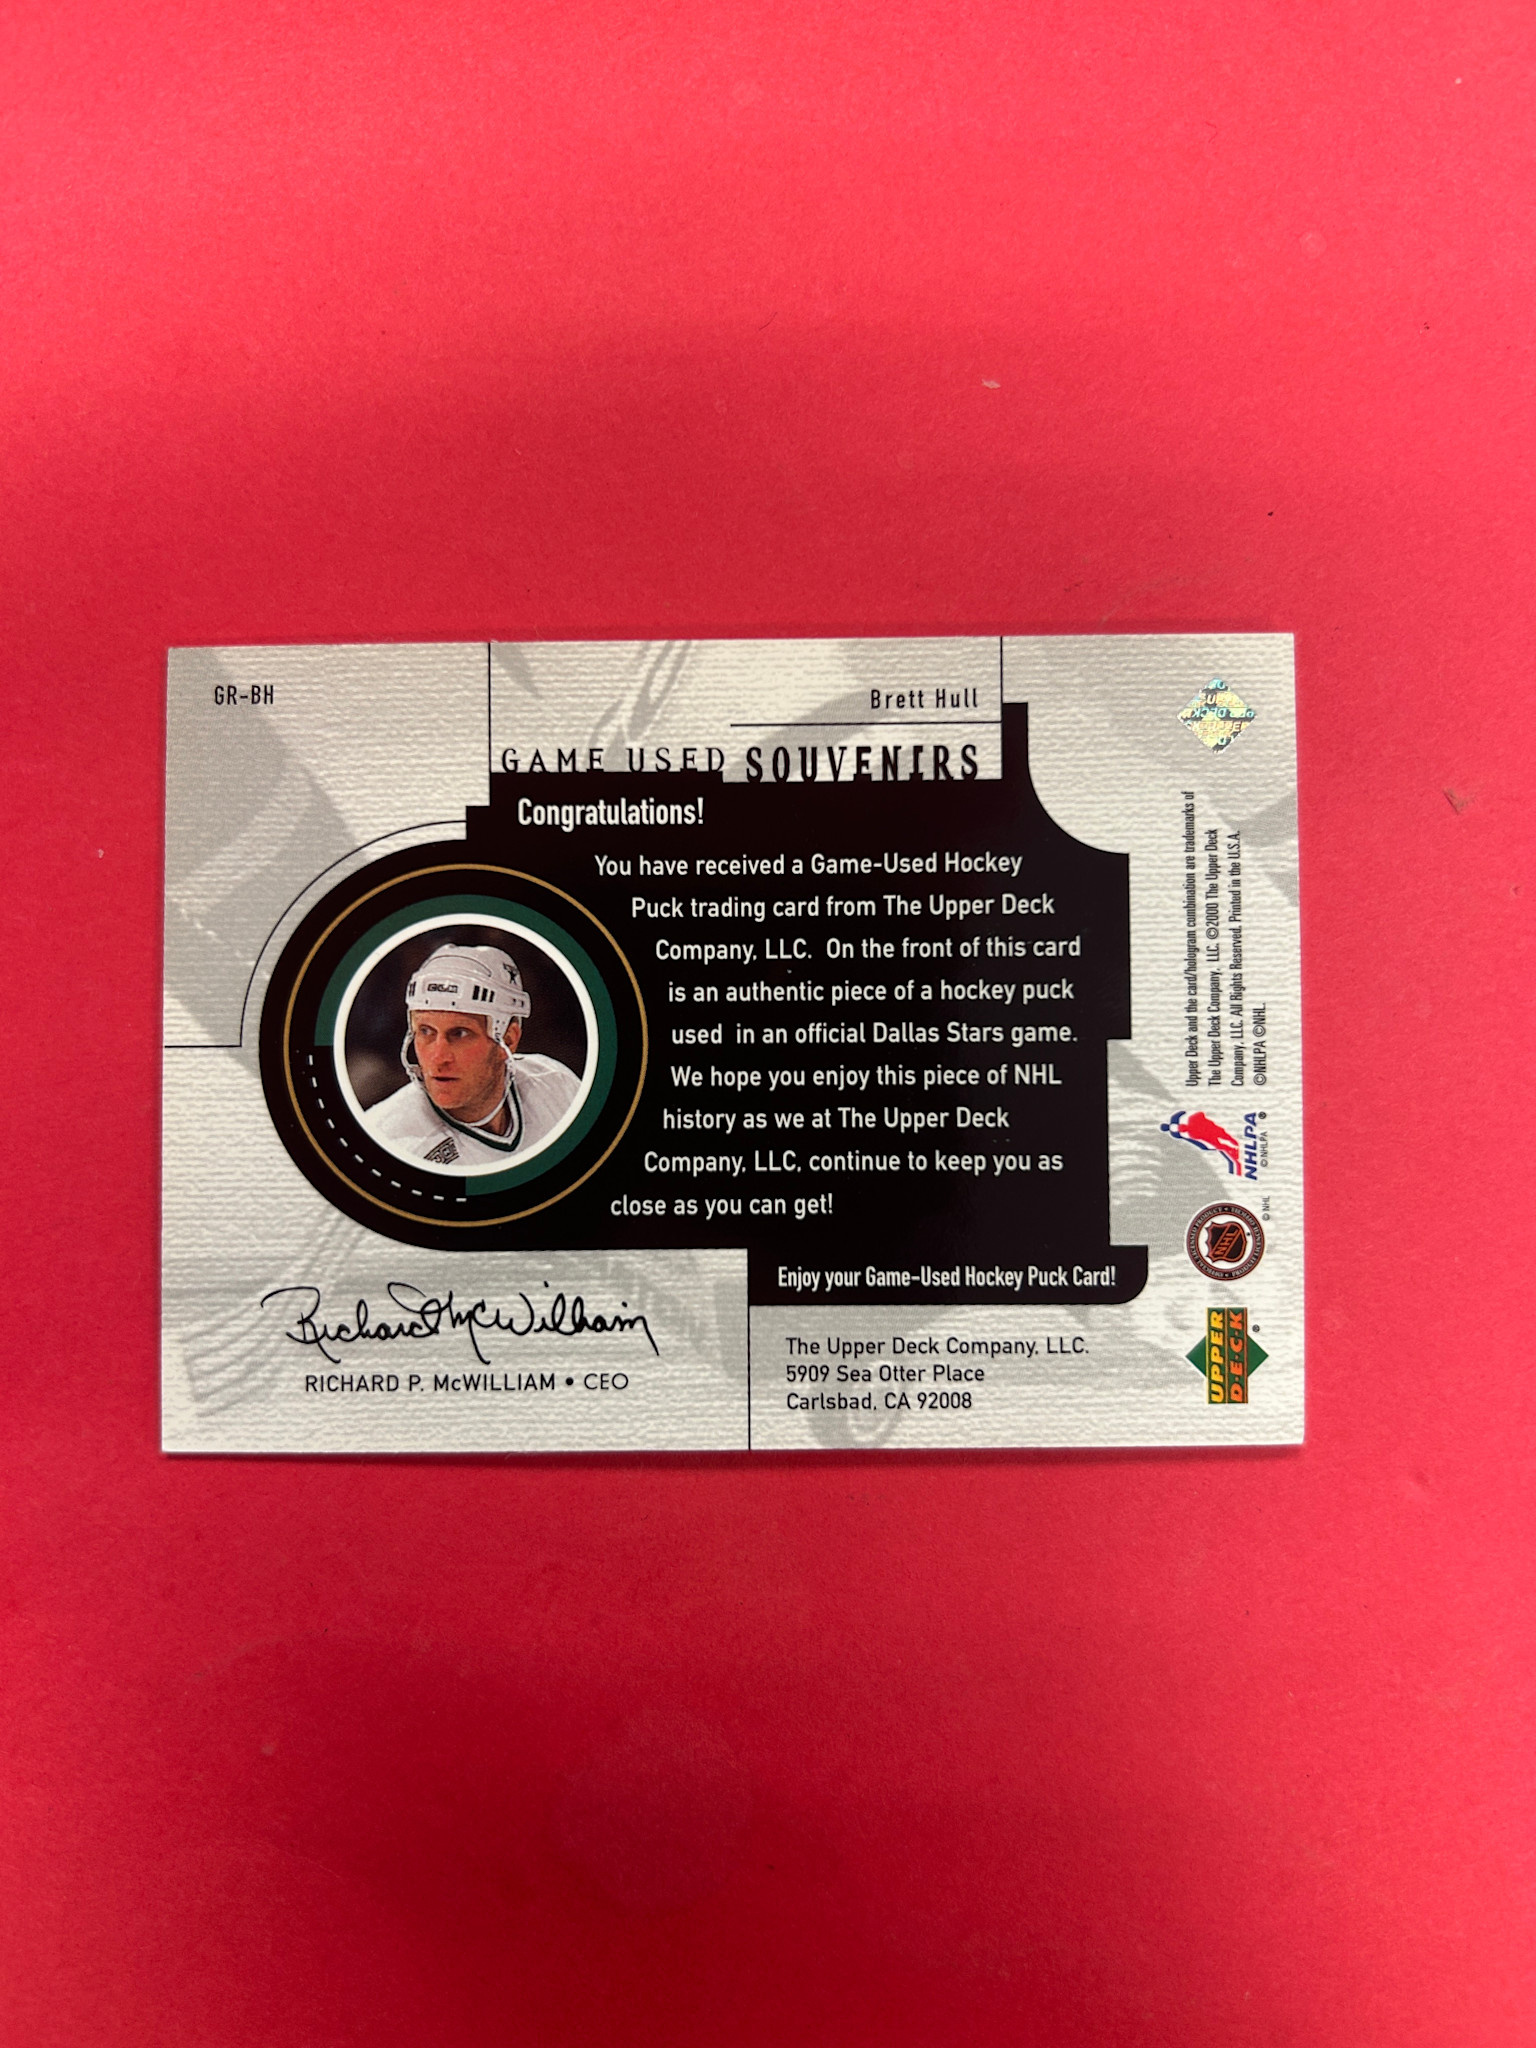 GR-BH
Brett Hull
GAME USED SOUVENIRS
Congratulations!
You have received a Game-Used Hockey
Puck trading card from The Upper Deck
Company, LLC. On the front of this card
is an authentic piece of a hockey puck
used in an official Dallas Stars game.
We hope you enjoy this piece of NHL
history as we at The Upper Deck
Company, LLC, continue to keep you as
close as you can get!
Enjoy your Game-Used Hockey Puck Card!
Richard P. McWilliam
RICHARD P. McWILLIAM • CEO
The Upper Deck Company, LLC.
5909 Sea Otter Place
Carlsbad, CA 92008
Upper Deck and the card/hologram combination are trademarks of
The Upper Deck Company, LLC. ©2000 The Upper Deck
Company, LLC. All Rights Reserved. Printed in the U.S.A.
©NHLPA ©NHL.
NHLPA ®
© NHLPA
NHL
© NHL
UPPER
DECK ®